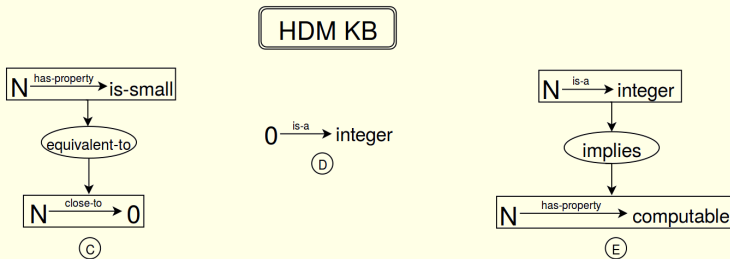 HDM KB
N has-property is-small
equivalent-to
N close-to 0
C
0 is-a integer
D
N is-a integer
implies
N has-property computable
E